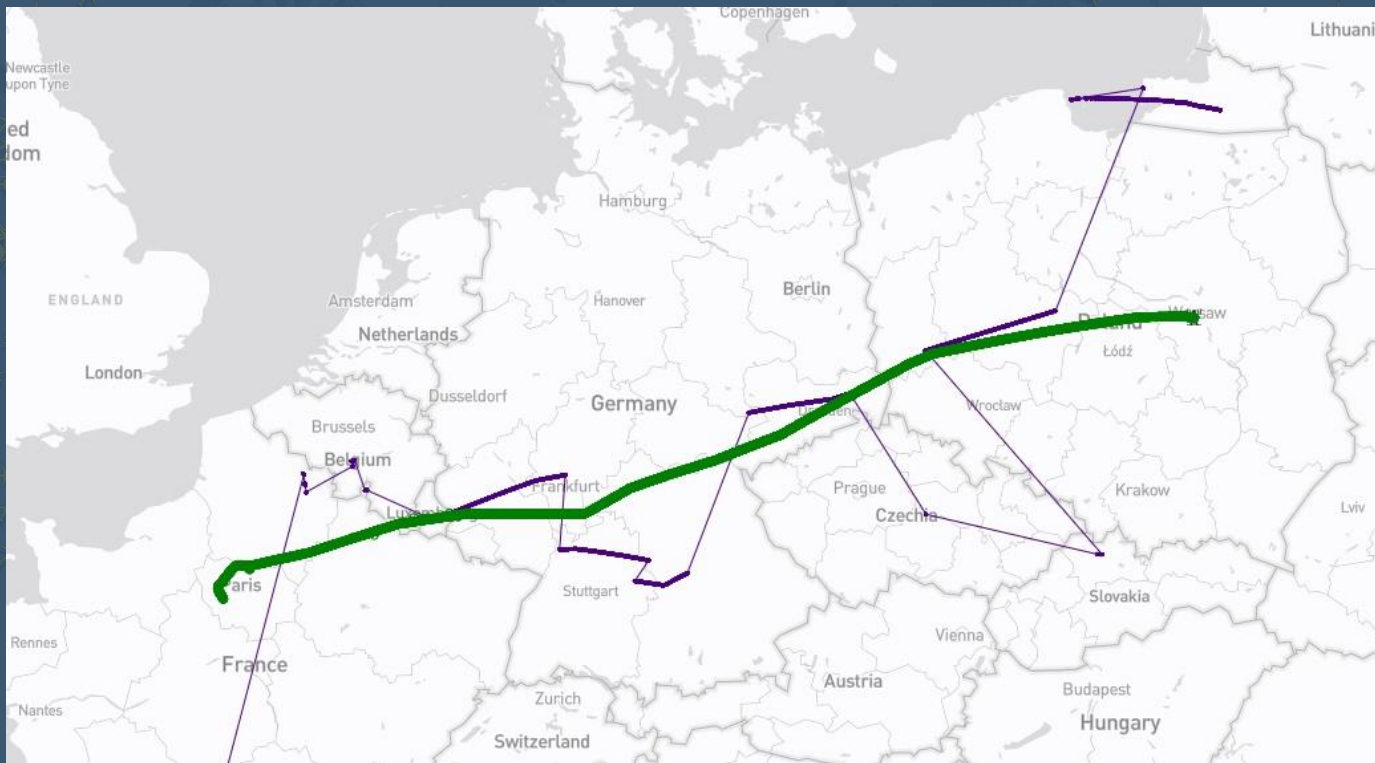 Copenhagen
Lithuani
Newcastle
upon Tyne
ed
dom
Hamburg
ENGLAND
Amsterdam
Hanover
Berlin
Netherlands
Warsaw
Poland
Łódź
London
Dusseldorf
Germany
Dresden
Wrocław
Brussels
Belgium
Frankfurt
Prague
Krakow
Luxembourg
Czechia
Lviv
Paris
Stuttgart
Slovakia
Rennes
France
Vienna
Austria
Nantes
Zurich
Budapest
Switzerland
Hungary